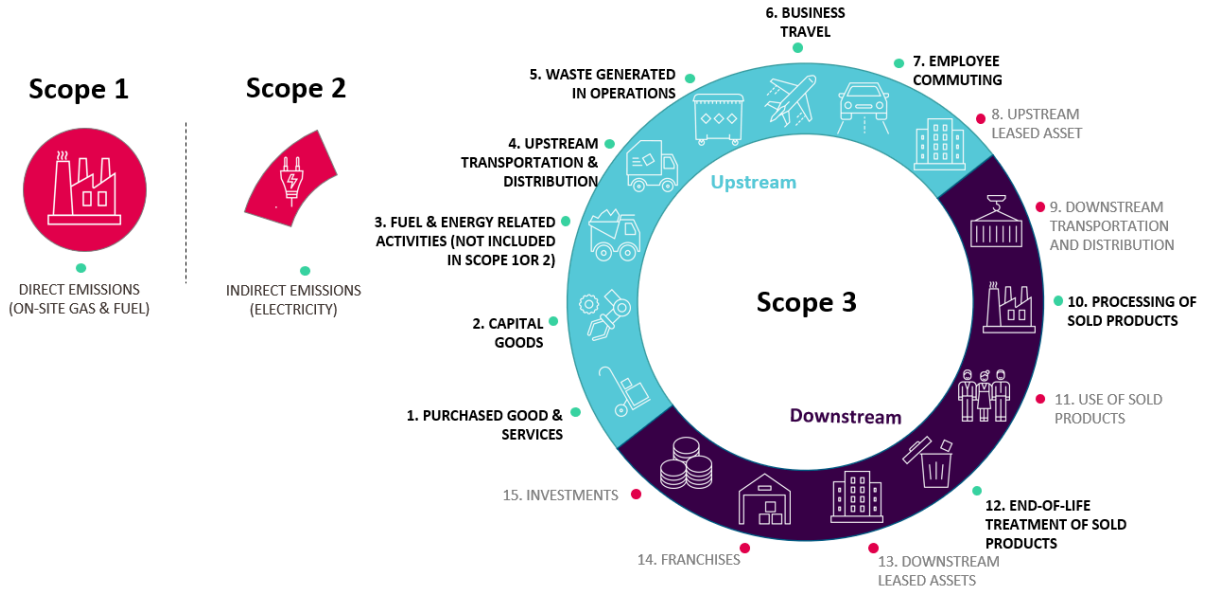 Scope 1
DIRECT EMISSIONS
(ON-SITE GAS & FUEL)
Scope 2
INDIRECT EMISSIONS
(ELECTRICITY)
Scope 3
Upstream
Downstream
1. PURCHASED GOOD &
SERVICES
2. CAPITAL
GOODS
3. FUEL & ENERGY RELATED
ACTIVITIES (NOT INCLUDED
IN SCOPE 1OR 2)
4. UPSTREAM
TRANSPORTATION &
DISTRIBUTION
5. WASTE GENERATED
IN OPERATIONS
6. BUSINESS
TRAVEL
7. EMPLOYEE
COMMUTING
8. UPSTREAM
LEASED ASSET
9. DOWNSTREAM
TRANSPORTATION
AND DISTRIBUTION
10. PROCESSING OF
SOLD PRODUCTS
11. USE OF SOLD
PRODUCTS
12. END-OF-LIFE
TREATMENT OF SOLD
PRODUCTS
13. DOWNSTREAM
LEASED ASSETS
14. FRANCHISES
15. INVESTMENTS